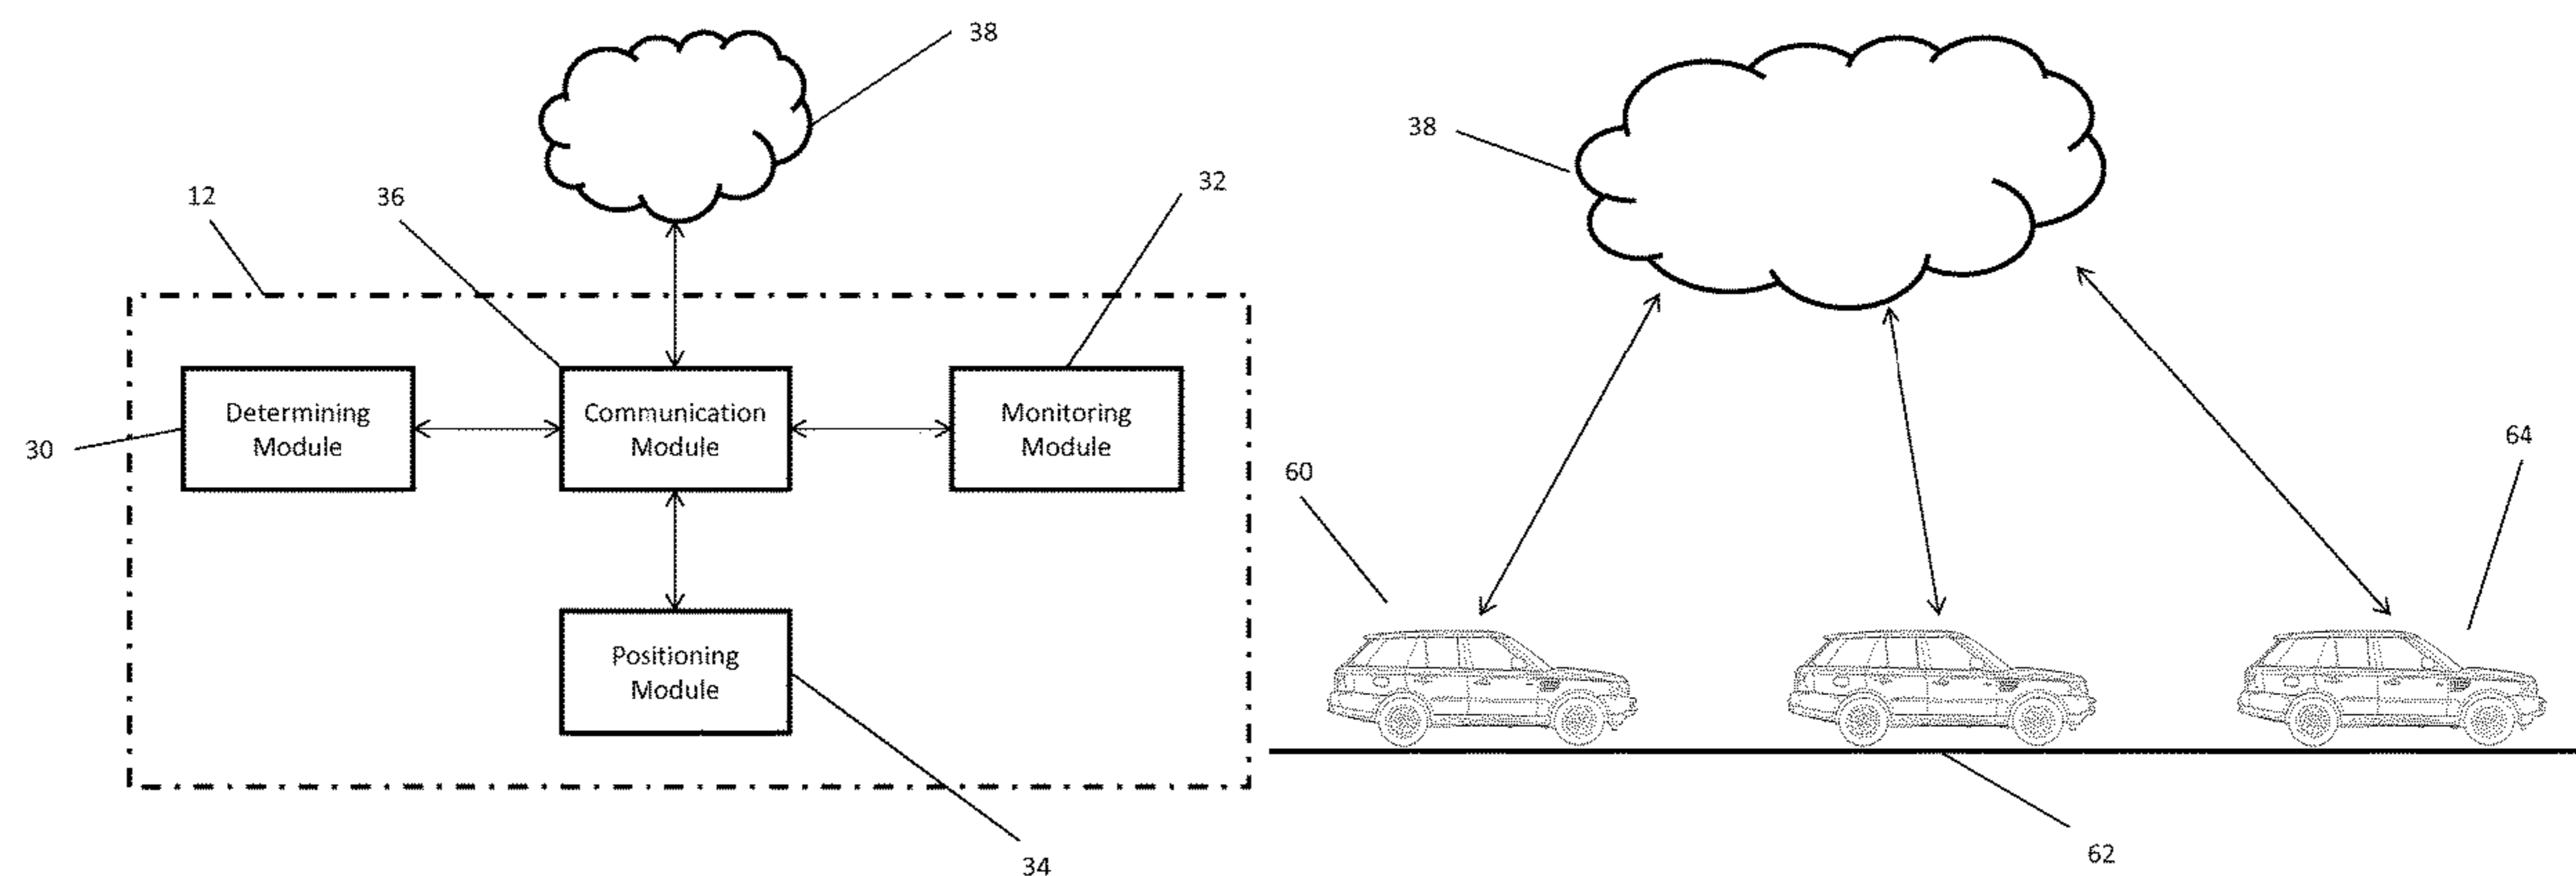 38
38
12
36
32
Determining
Module
Communication
Module
Monitoring
Module
30
60
64
Positioning
Module
34
62